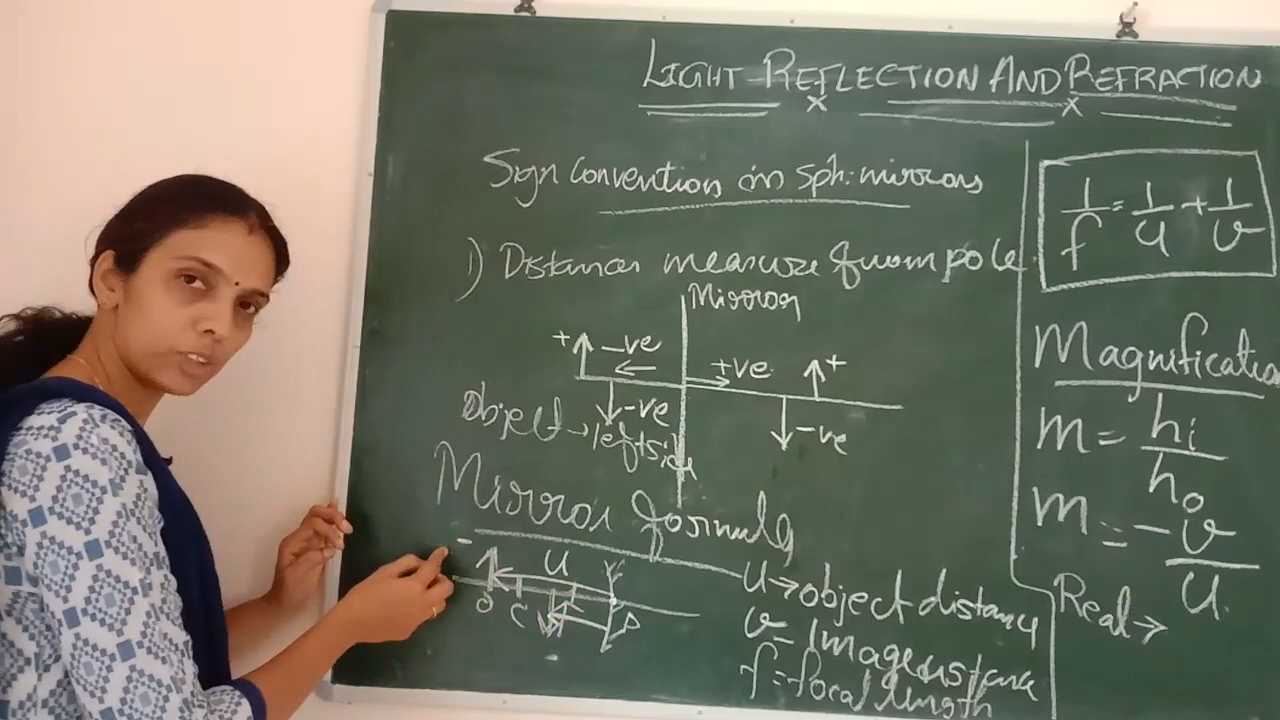 LIGHT-REFLECTION AND REFRACTION
Sign Convention in Sph. mirrors
1) Distances measure from pole
Mirror
+ -ve
+ve +
-ve
-ve
Object → left side
Mirror formula
-
U
O C
P
-
u → object distance
v - Image distance
f = focal length
1/f = 1/u + 1/v
Magnification
m = hi/ho
m = -v/u
Real →